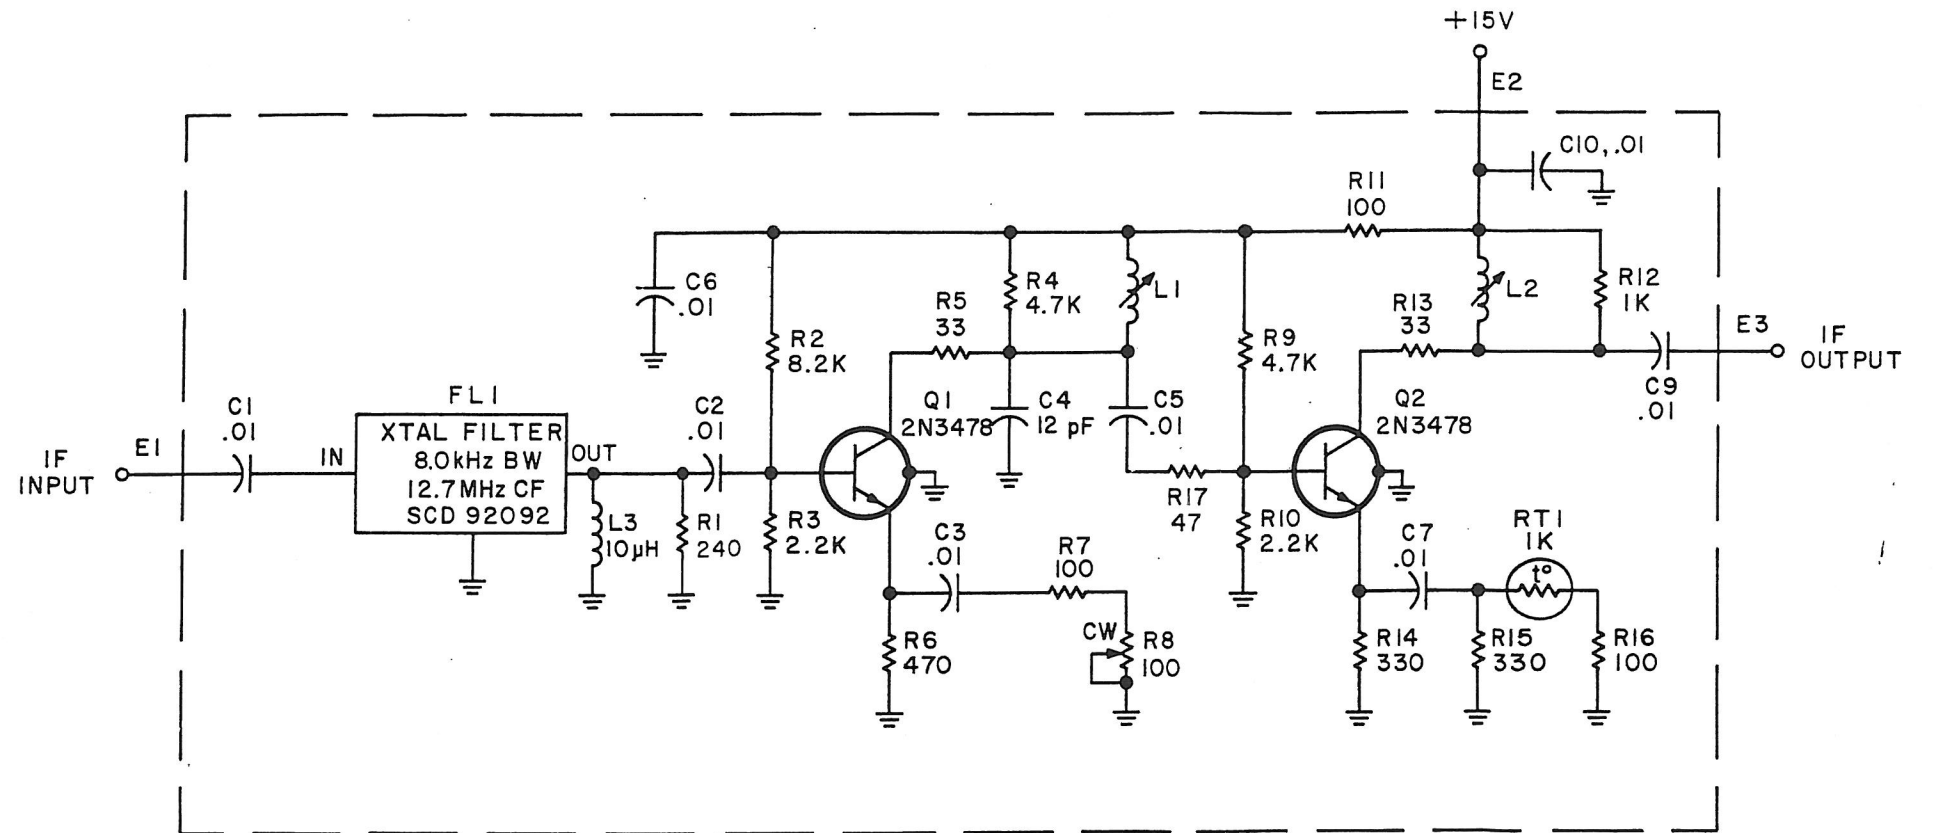 +15V
E2
C10,.01
R11
100
C6
.01
R4
4.7K
L1
R5
33
R2
8.2K
R9
4.7K
R13
33
L2
R12
1K
E3
IF
OUTPUT
C9
.01
FL1
XTAL FILTER
8.0kHz BW
12.7MHz CF
SCD 92092
IN
OUT
C1
.01
E1
IF
INPUT
C2
.01
Q1
2N3478
C4
12 pF
C5
.01
Q2
2N3478
L3
10µH
R1
240
R3
2.2K
R17
47
R10
2.2K
C3
.01
R7
100
C7
.01
RT1
1K
t°
R6
470
CW
R8
100
R14
330
R15
330
R16
100